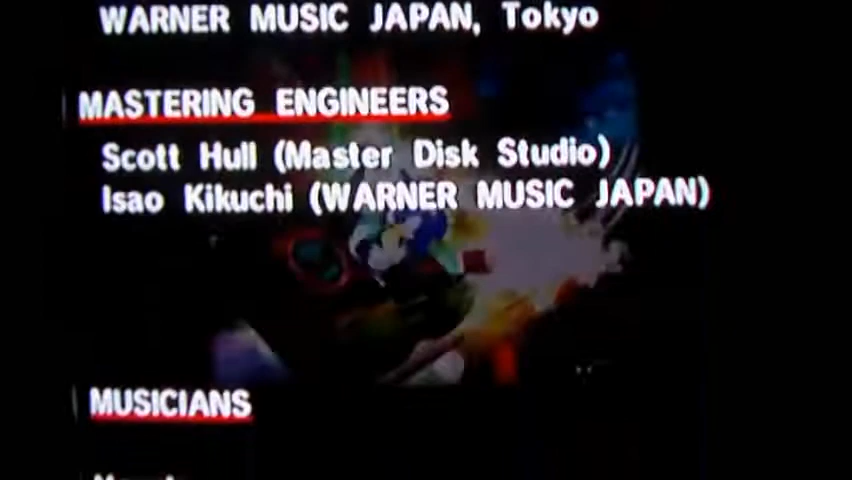 WARNER MUSIC JAPAN, Tokyo
MASTERING ENGINEERS
Scott Hull (Master Disk Studio)
Isao Kikuchi (WARNER MUSIC JAPAN)
MUSICIANS